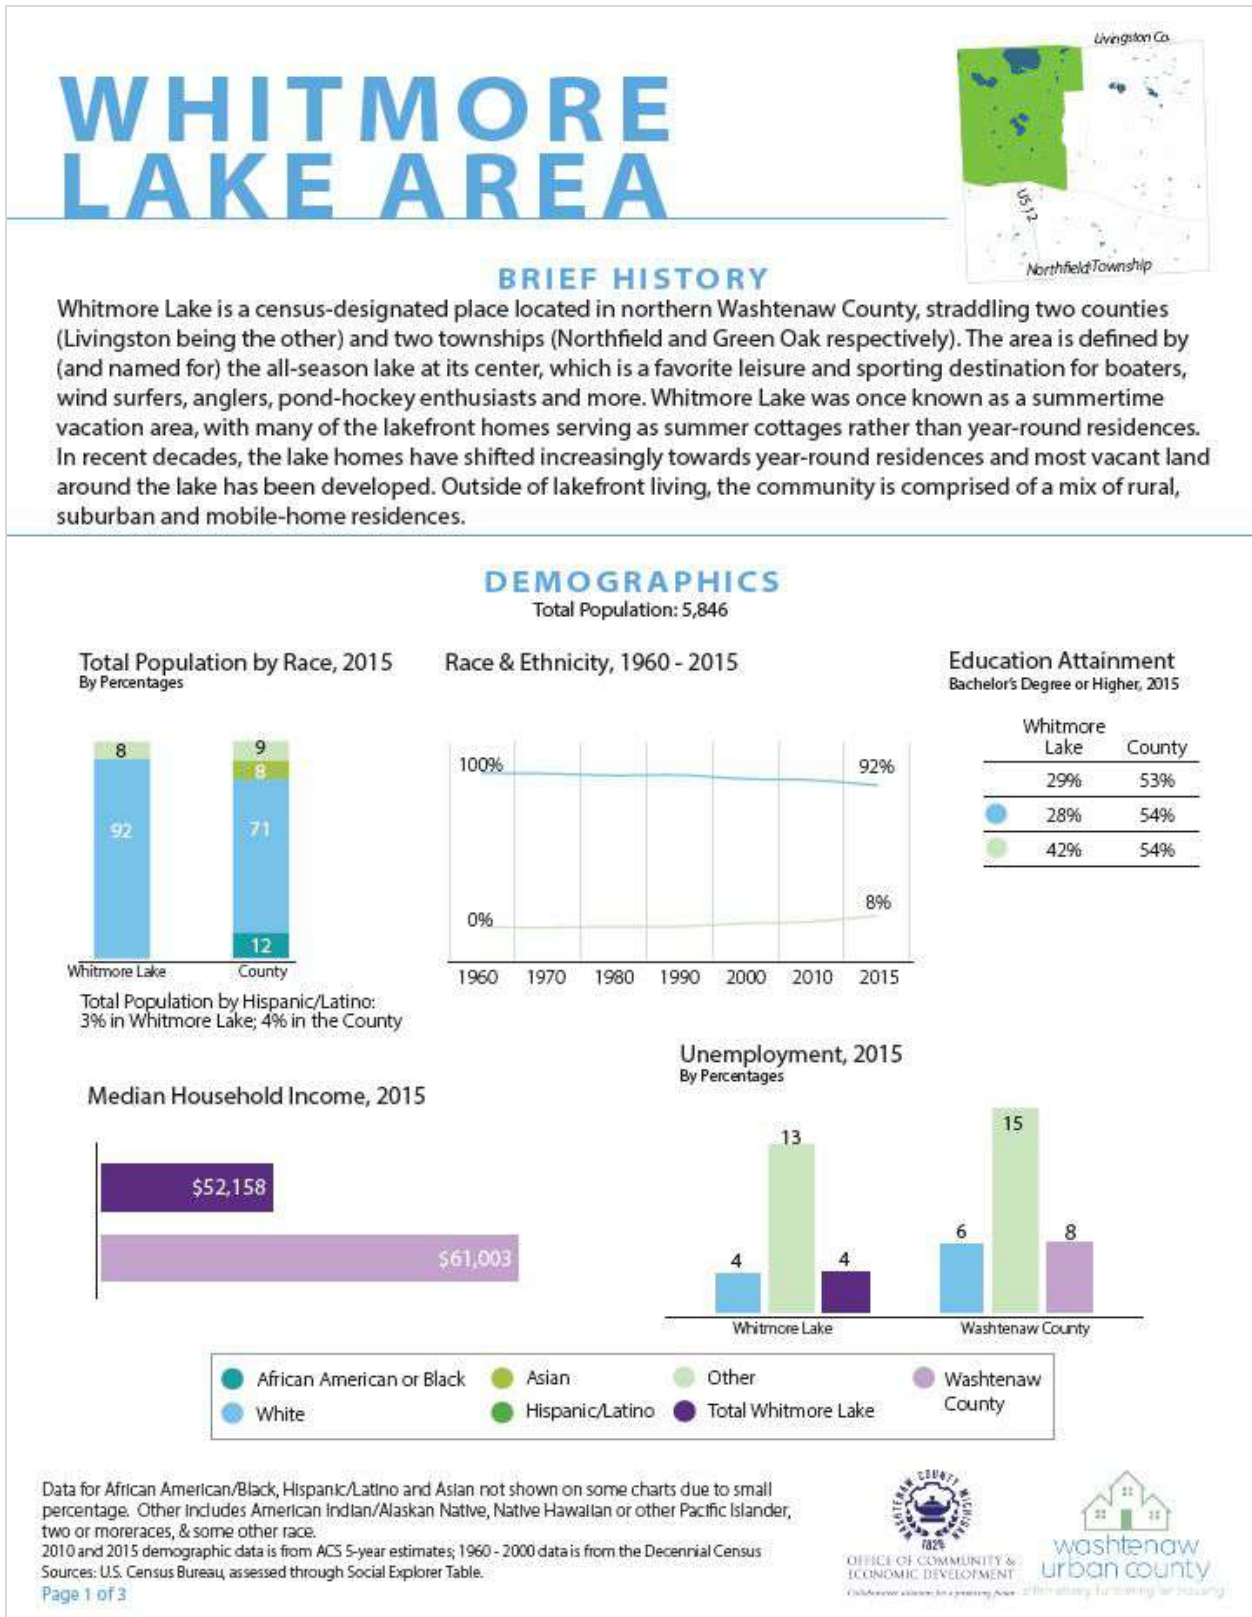 WHITMORE
LAKE AREA
Livingston Co.
US 12
Northfield Township
BRIEF HISTORY
Whitmore Lake is a census-designated place located in northern Washtenaw County, straddling two counties
(Livingston being the other) and two townships (Northfield and Green Oak respectively). The area is defined by
(and named for) the all-season lake at its center, which is a favorite leisure and sporting destination for boaters,
wind surfers, anglers, pond-hockey enthusiasts and more. Whitmore Lake was once known as a summertime
vacation area, with many of the lakefront homes serving as summer cottages rather than year-round residences.
In recent decades, the lake homes have shifted increasingly towards year-round residences and most vacant land
around the lake has been developed. Outside of lakefront living, the community is comprised of a mix of rural,
suburban and mobile-home residences.
DEMOGRAPHICS
Total Population: 5,846
Total Population by Race, 2015
By Percentages
8
92
9
8
71
12
Whitmore Lake
County
Total Population by Hispanic/Latino:
3% in Whitmore Lake; 4% in the County
Race & Ethnicity, 1960 - 2015
100%
92%
0%
8%
1960 1970 1980 1990 2000 2010 2015
Education Attainment
Bachelor's Degree or Higher, 2015
Whitmore
Lake County
29% 53%
28% 54%
42% 54%
Median Household Income, 2015
$52,158
$61,003
Unemployment, 2015
By Percentages
4
13
4
6
15
8
Whitmore Lake
Washtenaw County
African American or Black
Asian
Other
Washtenaw
County
White
Hispanic/Latino
Total Whitmore Lake
Data for African American/Black, Hispanic/Latino and Asian not shown on some charts due to small
percentage. Other includes American Indian/Alaskan Native, Native Hawaiian or other Pacific Islander,
two or moreraces, & some other race.
2010 and 2015 demographic data is from ACS 5-year estimates; 1960 - 2000 data is from the Decennial Census
Sources: U.S. Census Bureau, assessed through Social Explorer Table.
Page 1 of 3
WASHTENAW COUNTY MICHIGAN
1826
OFFICE OF COMMUNITY &
ECONOMIC DEVELOPMENT
washtenaw
urban county